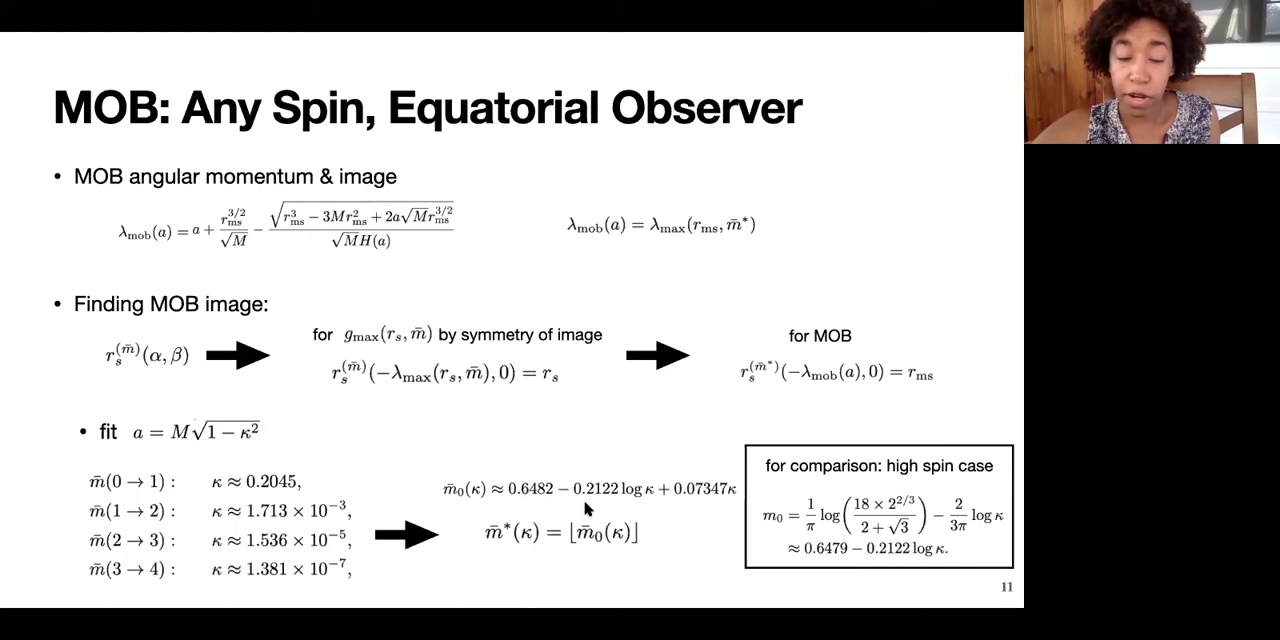 MOB: Any Spin, Equatorial Observer
• MOB angular momentum & image
λ_mob(a) = a + r_ms^{3/2}/√M − √(r_ms^3 − 3Mr_ms^2 + 2a√M r_ms^{3/2})/(√M H(a))
λ_mob(a) = λ_max(r_ms, m̄*)
• Finding MOB image:
for g_max(r_s, m̄) by symmetry of image
for MOB
r_s^{(m̄)}(α, β)
r_s^{(m̄)}(−λ_max(r_s, m̄), 0) = r_s
r_s^{(m̄*)}(−λ_mob(a), 0) = r_ms
• fit a = M√(1 − κ²)
m̄(0 → 1) : κ ≈ 0.2045,
m̄(1 → 2) : κ ≈ 1.713 × 10⁻³,
m̄(2 → 3) : κ ≈ 1.536 × 10⁻⁵,
m̄(3 → 4) : κ ≈ 1.381 × 10⁻⁷,
m̄₀(κ) ≈ 0.6482 − 0.2122 log κ + 0.07347κ
m̄*(κ) = ⌊m̄₀(κ)⌋
for comparison: high spin case
m₀ = 1/π log((18 × 2^{2/3})/(2 + √3)) − 2/(3π) log κ
≈ 0.6479 − 0.2122 log κ.
11